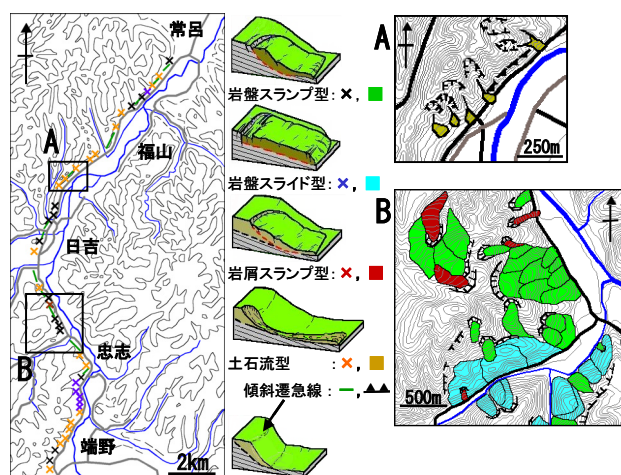 常呂
A
福山
日吉
忠志
B
端野
2km
岩盤スランプ型: ×, 
岩盤スライド型: ×, 
岩屑スランプ型: ×, 
土石流型 : ×, 
傾斜遷急線 : ー, 
A
250m
B
500m